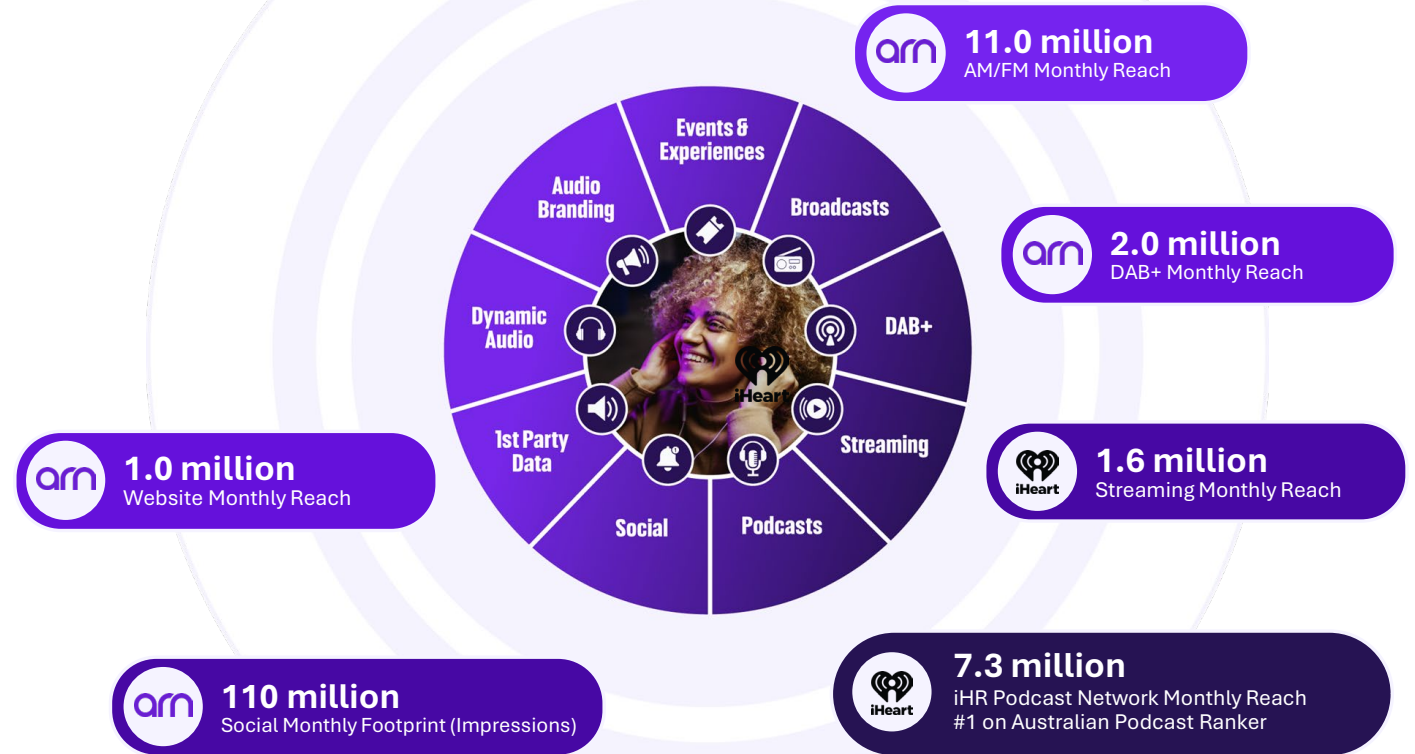 arn
11.0 million
AM/FM Monthly Reach
Events &
Experiences
Audio
Branding
Broadcasts
arn
2.0 million
DAB+ Monthly Reach
Dynamic
Audio
DAB+
iHeart
1st Party
Data
Streaming
arn
1.0 million
Website Monthly Reach
iHeart
1.6 million
Streaming Monthly Reach
Social
Podcasts
arn
110 million
Social Monthly Footprint (Impressions)
iHeart
7.3 million
iHR Podcast Network Monthly Reach
#1 on Australian Podcast Ranker